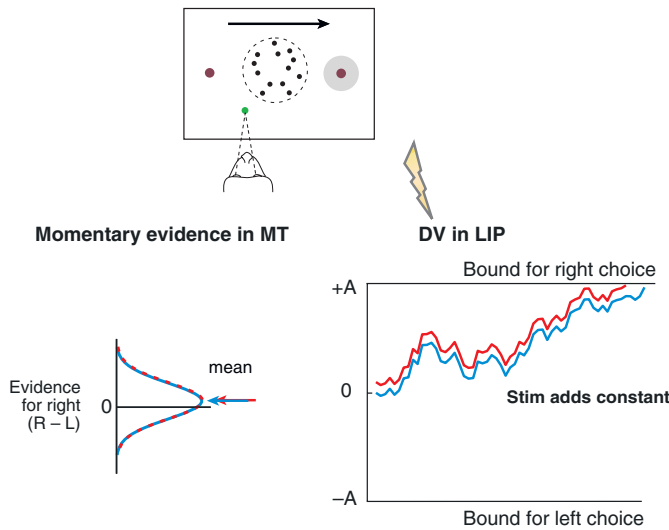 Momentary evidence in MT
DV in LIP
Bound for right choice
+A
mean
Evidence
for right
(R – L)
0
0
Stim adds constant
–A
Bound for left choice